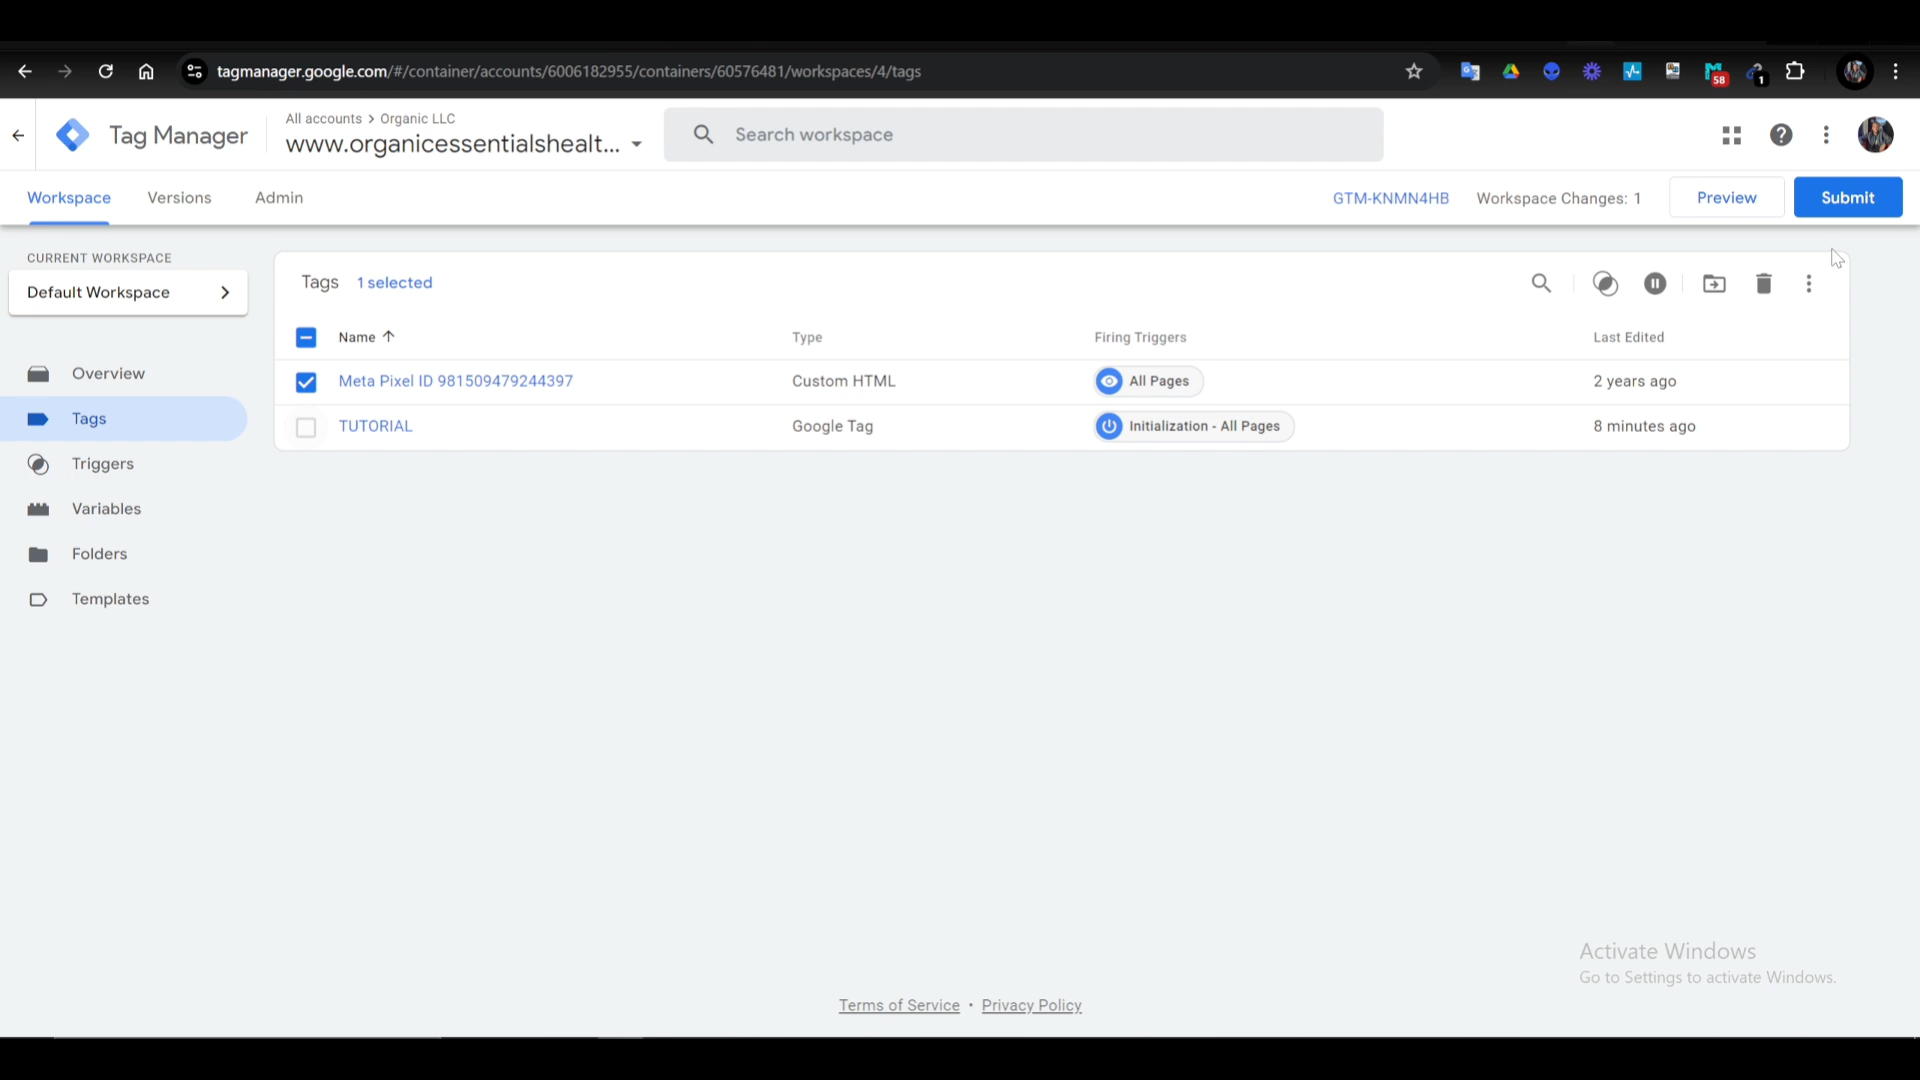 tagmanager.google.com/#/container/accounts/6006182955/containers/60576481/workspaces/4/tags
58
1
Tag Manager
All accounts > Organic LLC
www.organicessentialshealt...
Search workspace
Workspace
Versions
Admin
GTM-KNMN4HB
Workspace Changes: 1
Preview
Submit
CURRENT WORKSPACE
Default Workspace
Overview
Tags
Triggers
Variables
Folders
Templates
Tags 1 selected
Name Type Firing Triggers Last Edited
Meta Pixel ID 981509479244397 Custom HTML All Pages 2 years ago
TUTORIAL Google Tag Initialization - All Pages 8 minutes ago
Activate Windows
Go to Settings to activate Windows.
Terms of Service • Privacy Policy